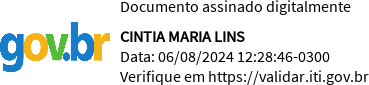 Documento assinado digitalmente
gov.br
CINTIA MARIA LINS
Data: 06/08/2024 12:28:46-0300
Verifique em https://validar.iti.gov.br